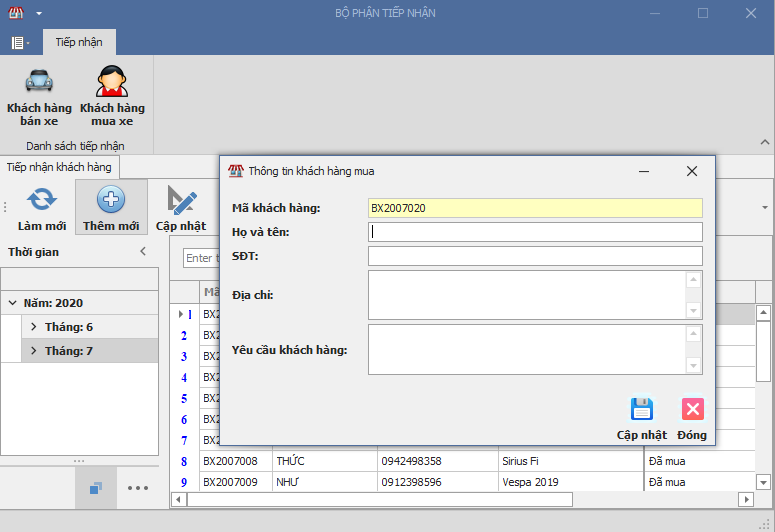 BỘ PHẬN TIẾP NHẬN
Tiếp nhận
Khách hàng bán xe
Khách hàng mua xe
Danh sách tiếp nhận
Tiếp nhận khách hàng
Làm mới
Thêm mới
Cập nhật
Thời gian
Năm: 2020
Tháng: 6
Tháng: 7
Enter t
Mã
1 BX2
2 BX2
3 BX2
4 BX2
5 BX2
6 BX2
7 BX2
8 BX2007008 THỨC 0942498358 Sirius Fi Đã mua
9 BX2007009 NHƯ 0912398596 Vespa 2019 Đã mua
Thông tin khách hàng mua
Mã khách hàng: BX2007020
Họ và tên:
SĐT:
Địa chỉ:
Yêu cầu khách hàng:
Cập nhật
Đóng